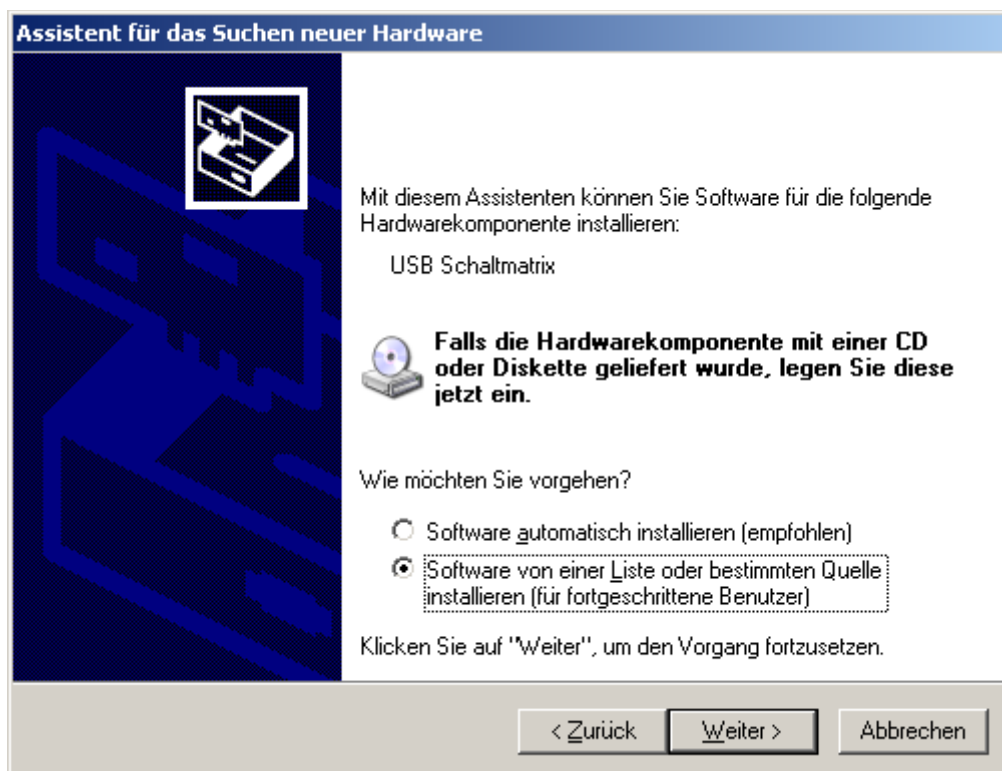 Assistent für das Suchen neuer Hardware
Mit diesem Assistenten können Sie Software für die folgende
Hardwarekomponente installieren:
USB Schaltmatrix
Falls die Hardwarekomponente mit einer CD
oder Diskette geliefert wurde, legen Sie diese
jetzt ein.
Wie möchten Sie vorgehen?
Software automatisch installieren (empfohlen)
Software von einer Liste oder bestimmten Quelle
installieren (für fortgeschrittene Benutzer)
Klicken Sie auf "Weiter", um den Vorgang fortzusetzen.
< Zurück
Weiter >
Abbrechen